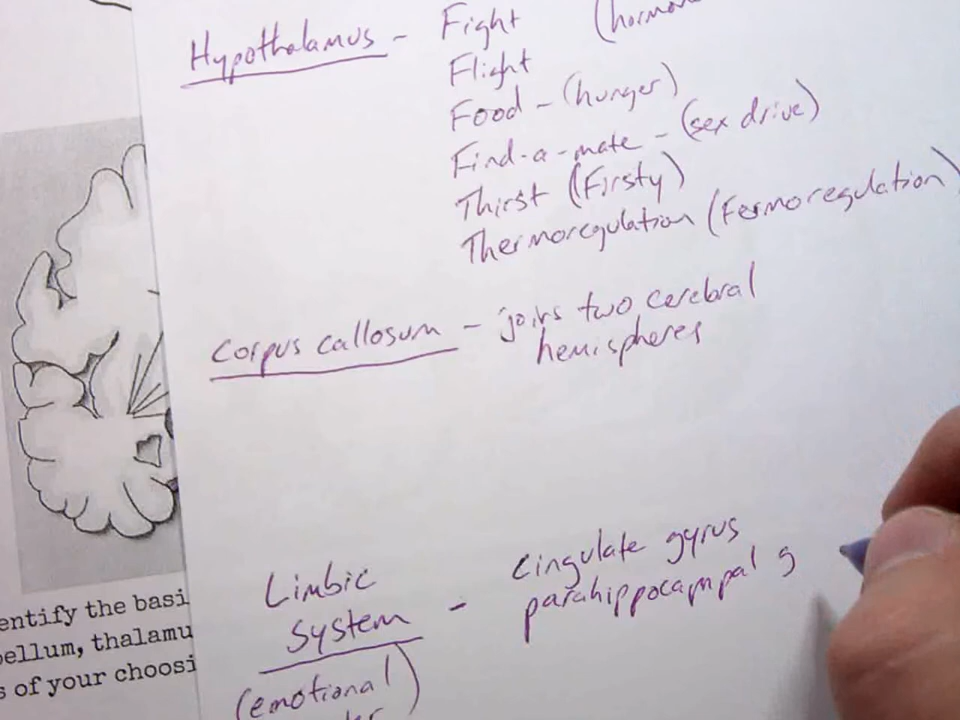 Hypothalamus - Fight
Flight
Food - (hunger)
Find-a-mate - (sex drive)
Thirst (Firsty)
Thermoregulation (Fermoregulation)
Corpus callosum - joins two cerebral
hemispheres
Limbic
System - cingulate gyrus
parahippocampal g
(emotional)
entify the basi
bellum, thalamu
s of your choosi